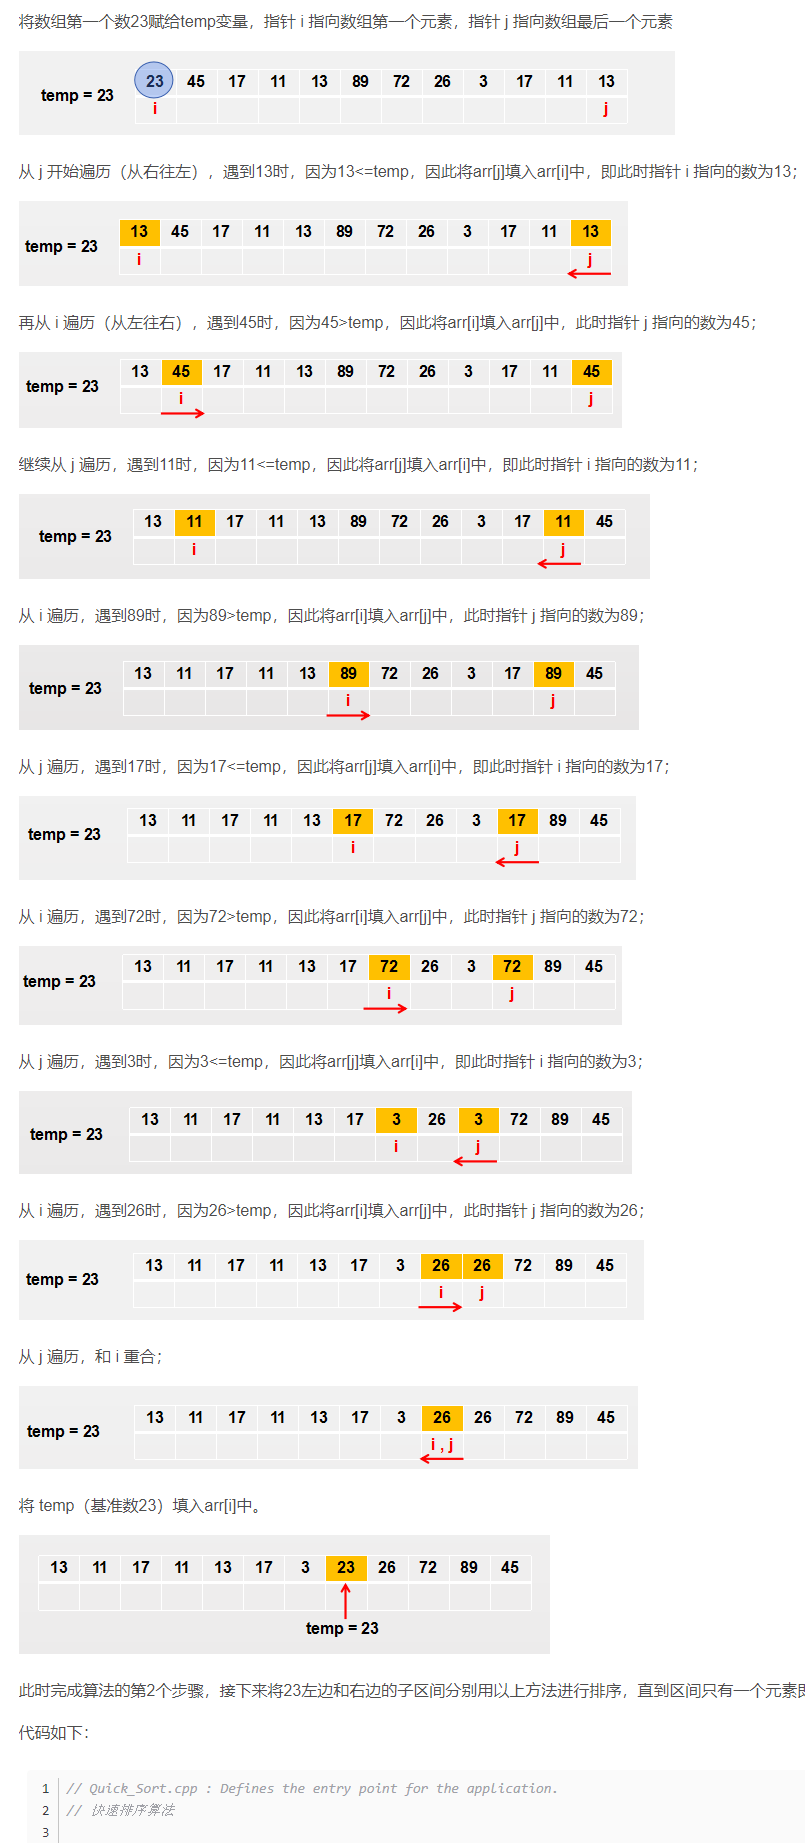 将数组第一个数23赋给temp变量，指针 i 指向数组第一个元素，指针 j 指向数组最后一个元素
temp = 23 23 45 17 11 13 89 72 26 3 17 11 13
i j
从 j 开始遍历（从右往左），遇到13时，因为13<=temp，因此将arr[j]填入arr[i]中，即此时指针 i 指向的数为13；
temp = 23 13 45 17 11 13 89 72 26 3 17 11 13
i j
再从 i 遍历（从左往右），遇到45时，因为45>temp，因此将arr[i]填入arr[j]中，此时指针 j 指向的数为45；
temp = 23 13 45 17 11 13 89 72 26 3 17 11 45
i j
继续从 j 遍历，遇到11时，因为11<=temp，因此将arr[j]填入arr[i]中，即此时指针 i 指向的数为11；
temp = 23 13 11 17 11 13 89 72 26 3 17 11 45
i j
从 i 遍历，遇到89时，因为89>temp，因此将arr[i]填入arr[j]中，此时指针 j 指向的数为89；
temp = 23 13 11 17 11 13 89 72 26 3 17 89 45
i j
从 j 遍历，遇到17时，因为17<=temp，因此将arr[j]填入arr[i]中，即此时指针 i 指向的数为17；
temp = 23 13 11 17 11 13 17 72 26 3 17 89 45
i j
从 i 遍历，遇到72时，因为72>temp，因此将arr[i]填入arr[j]中，此时指针 j 指向的数为72；
temp = 23 13 11 17 11 13 17 72 26 3 72 89 45
i j
从 j 遍历，遇到3时，因为3<=temp，因此将arr[j]填入arr[i]中，即此时指针 i 指向的数为3；
temp = 23 13 11 17 11 13 17 3 26 3 72 89 45
i j
从 i 遍历，遇到26时，因为26>temp，因此将arr[i]填入arr[j]中，此时指针 j 指向的数为26；
temp = 23 13 11 17 11 13 17 3 26 26 72 89 45
i j
从 j 遍历，和 i 重合；
temp = 23 13 11 17 11 13 17 3 26 26 72 89 45
i , j
将 temp（基准数23）填入arr[i]中。
13 11 17 11 13 17 3 23 26 72 89 45
temp = 23
此时完成算法的第2个步骤，接下来将23左边和右边的子区间分别用以上方法进行排序，直到区间只有一个元素
代码如下：
1 // Quick_Sort.cpp : Defines the entry point for the application.
2 // 快速排序算法
3